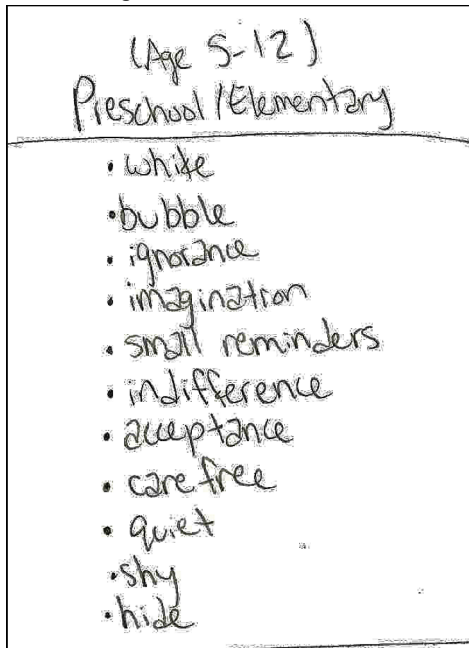 (Age 5-12)
Preschool/Elementary
• white
• bubble
• ignorance
• imagination
• small reminders
• indifference
• acceptance
• care free
• quiet
• shy
• hide